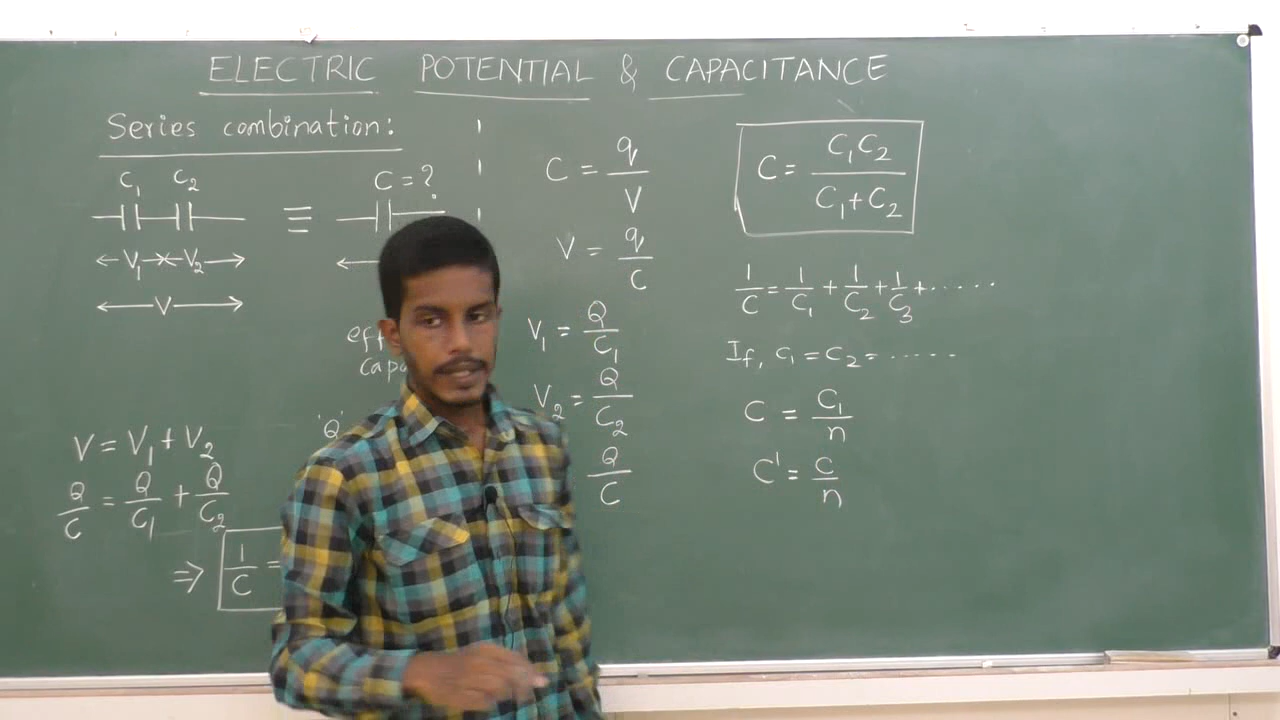 ELECTRIC POTENTIAL & CAPACITANCE
Series combination:
C₁ C₂
≡
C = ?
V₁ V₂
V
V = V₁ + V₂
Q/C = Q/C₁ + Q/C₂
⇒ 1/C =
'Q'
C = q/V
V = q/C
V₁ = Q/C₁
V₂ = Q/C₂
Q/C
C = C₁C₂/C₁+C₂
1/C = 1/C₁ + 1/C₂ + 1/C₃ + ......
If, C₁ = C₂ = ......
C = C₁/n
C' = C/n